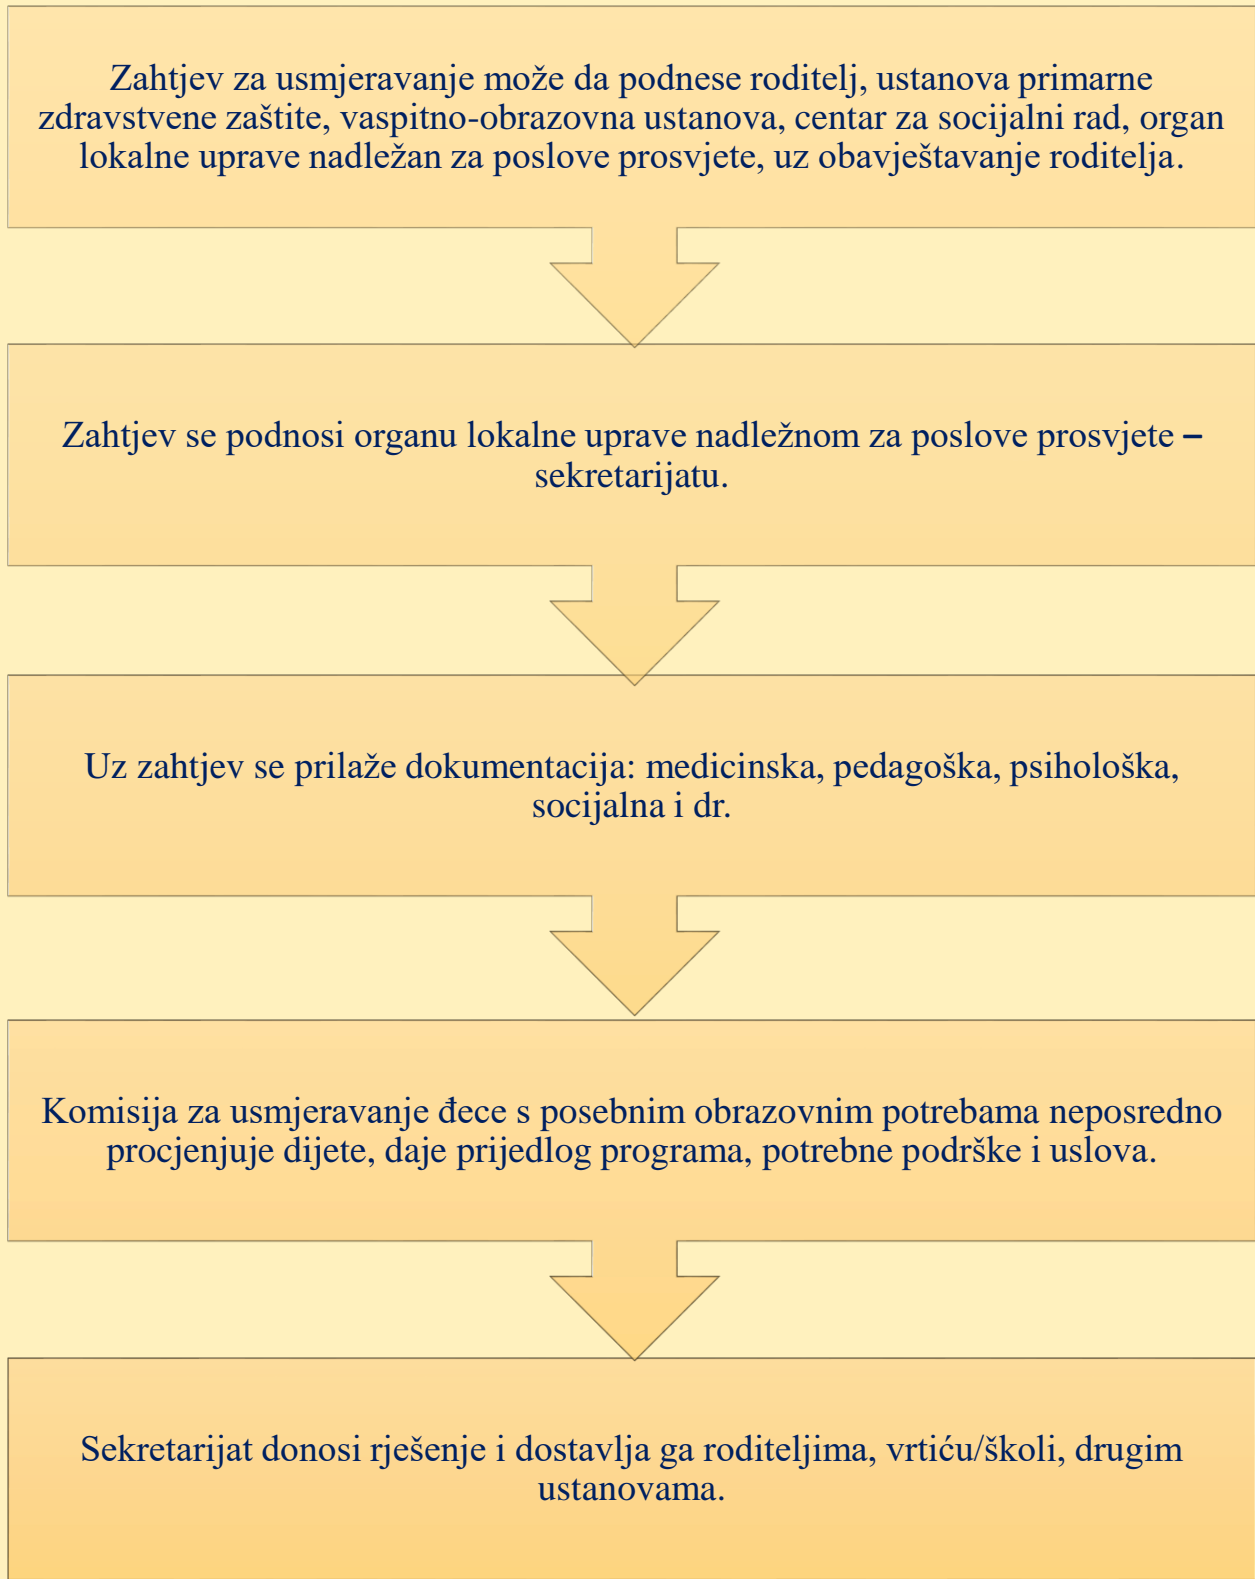 Zahtjev za usmjeravanje može da podnese roditelj, ustanova primarne
zdravstvene zaštite, vaspitno-obrazovna ustanova, centar za socijalni rad, organ
lokalne uprave nadležan za poslove prosvjete, uz obavještavanje roditelja.
Zahtjev se podnosi organu lokalne uprave nadležnom za poslove prosvjete –
sekretarijatu.
Uz zahtjev se prilaže dokumentacija: medicinska, pedagoška, psihološka,
socijalna i dr.
Komisija za usmjeravanje đece s posebnim obrazovnim potrebama neposredno
procjenjuje dijete, daje prijedlog programa, potrebne podrške i uslova.
Sekretarijat donosi rješenje i dostavlja ga roditeljima, vrtiću/školi, drugim
ustanovama.